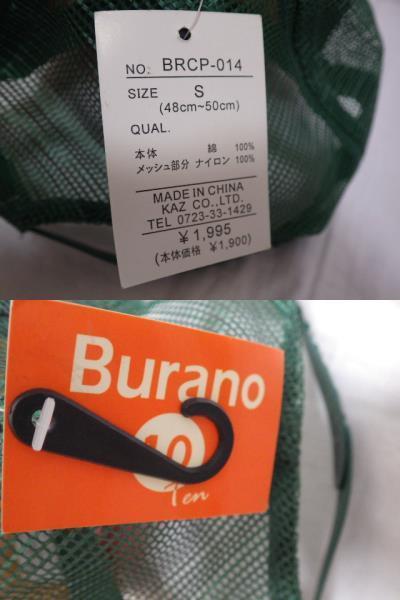 NO. BRCP-014
SIZE S
(48cm~50cm)
QUAL.
本体 綿 100%
メッシュ部分 ナイロン 100%
MADE IN CHINA
KAZ CO.,LTD.
TEL 0723-33-1429
￥1,995
(本体価格 ￥1,900)
Burano
10
Ten